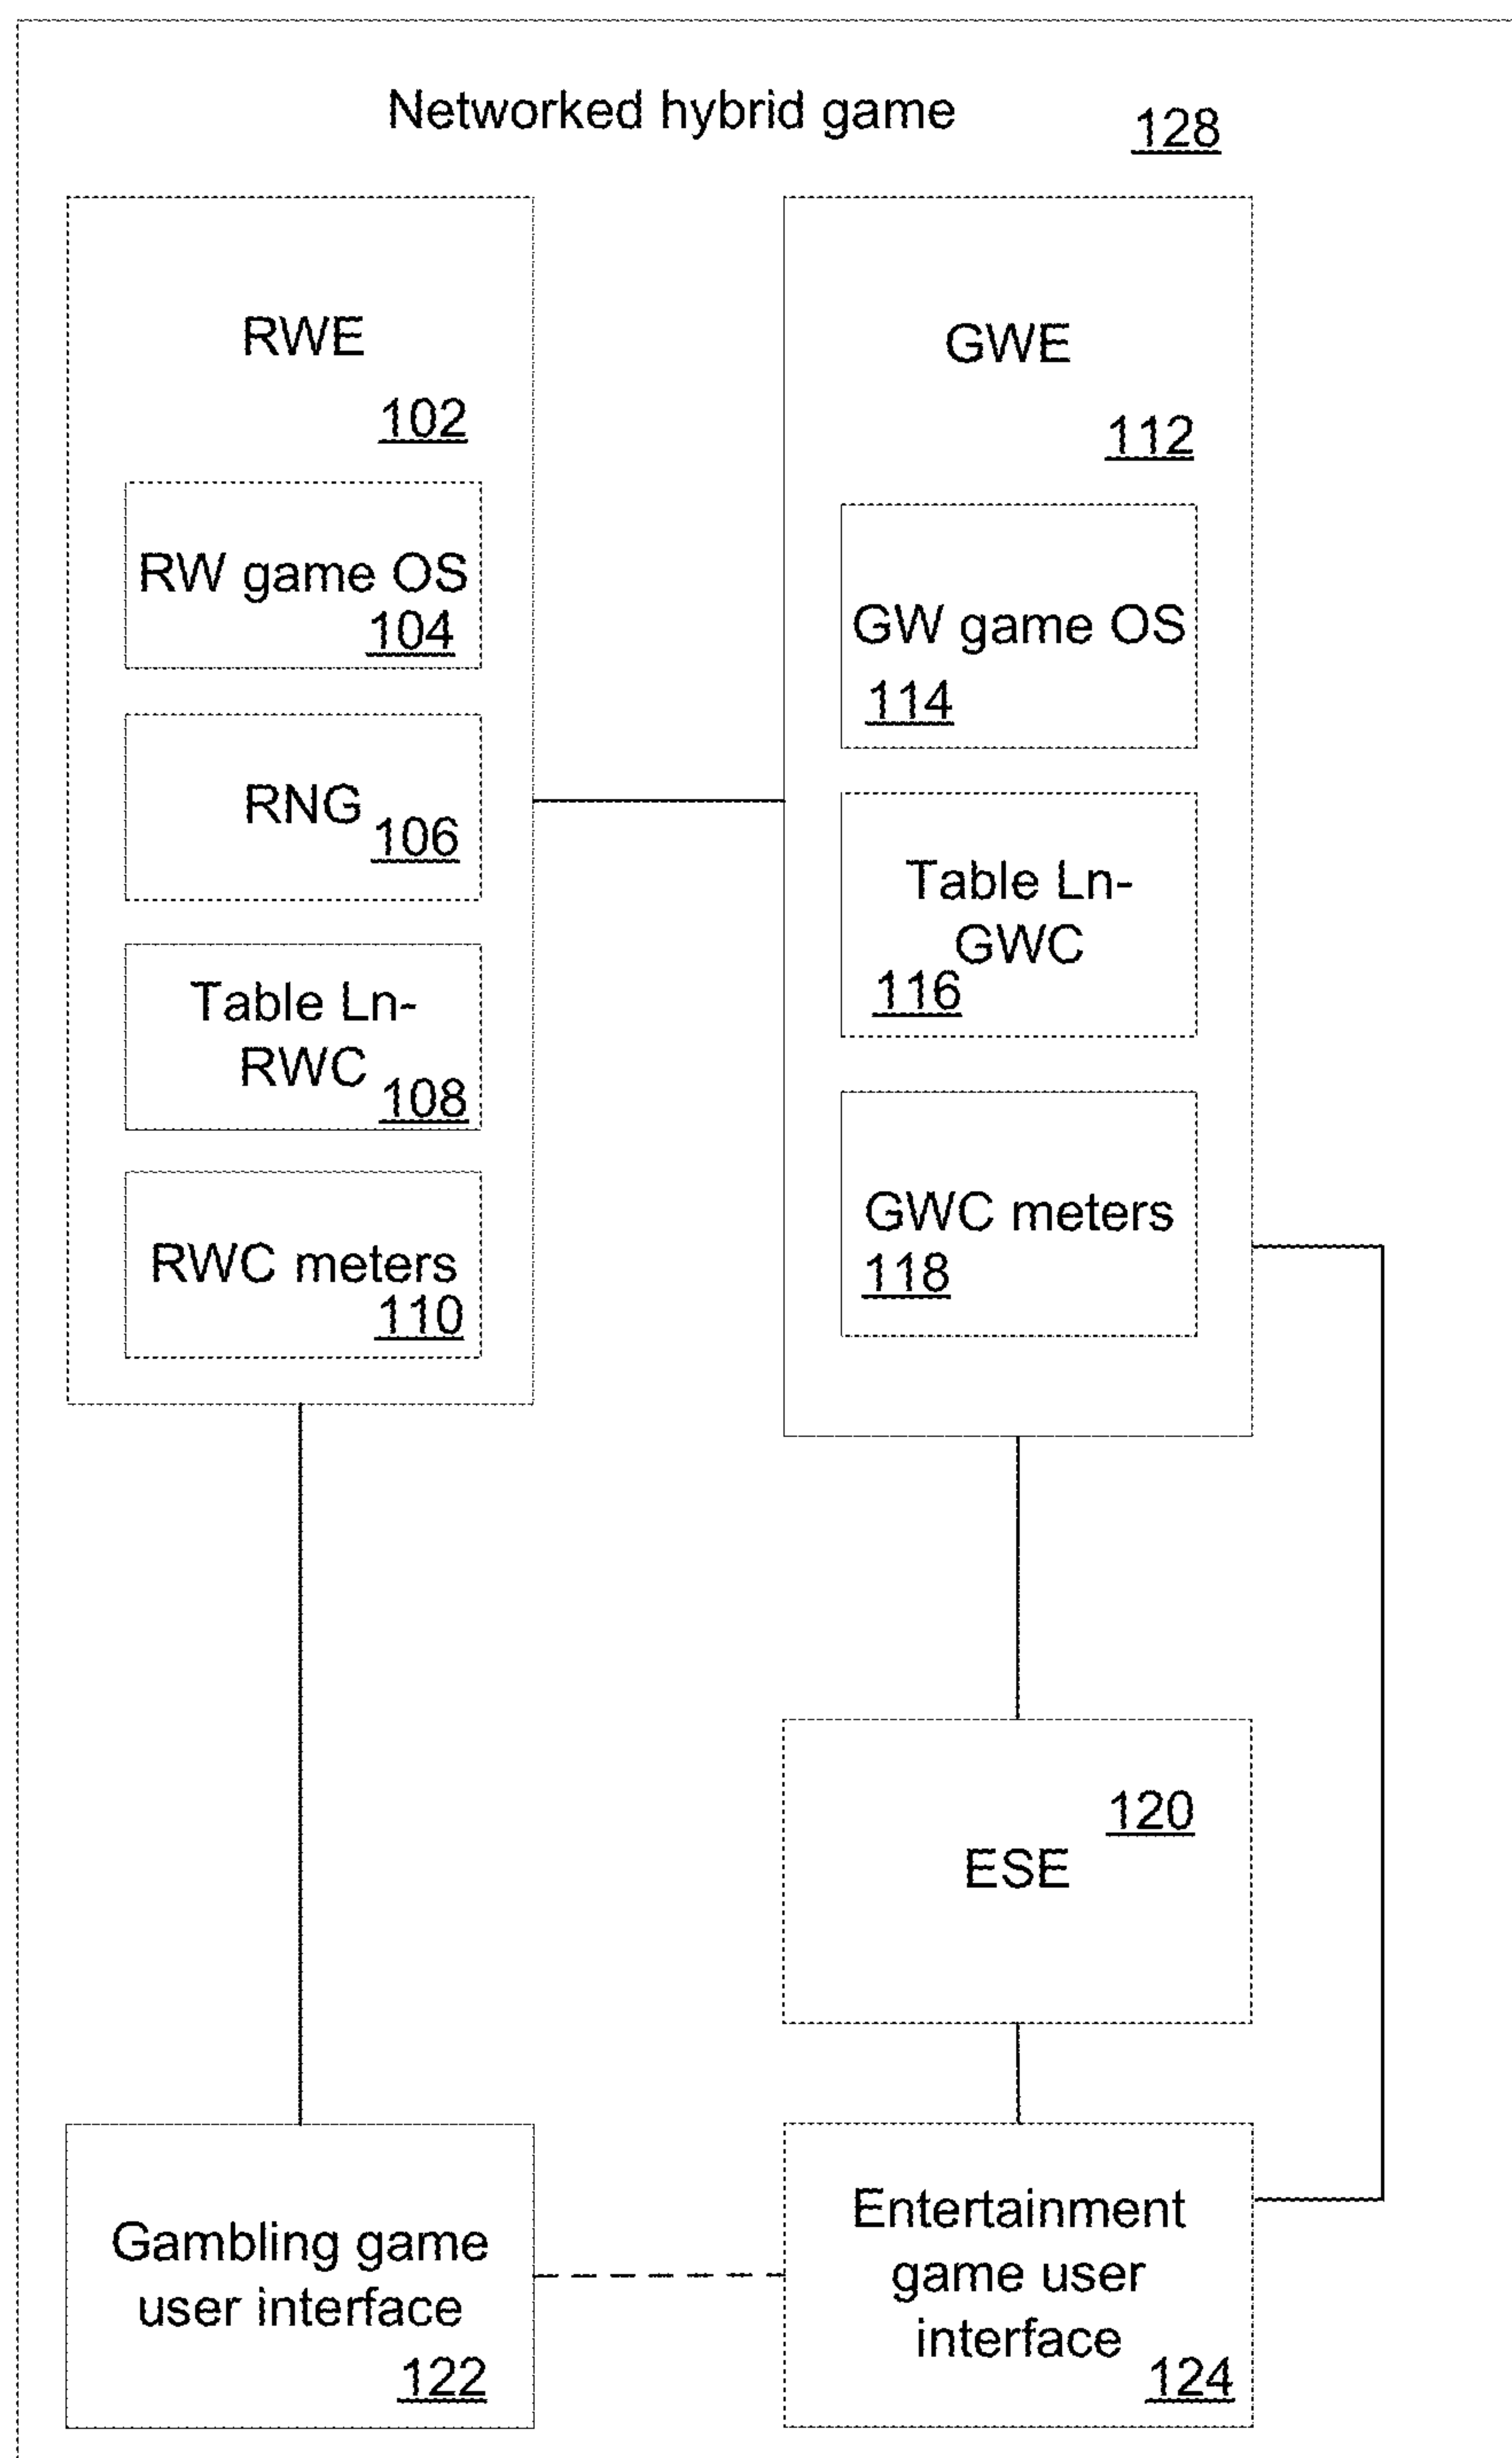 Networked hybrid game
128
RWE
102
RW game OS
104
RNG
106
Table Ln-
RWC
108
RWC meters
110
GWE
112
GW game OS
114
Table Ln-
GWC
116
GWC meters
118
120
ESE
Gambling game
user interface
122
Entertainment
game user
interface
124